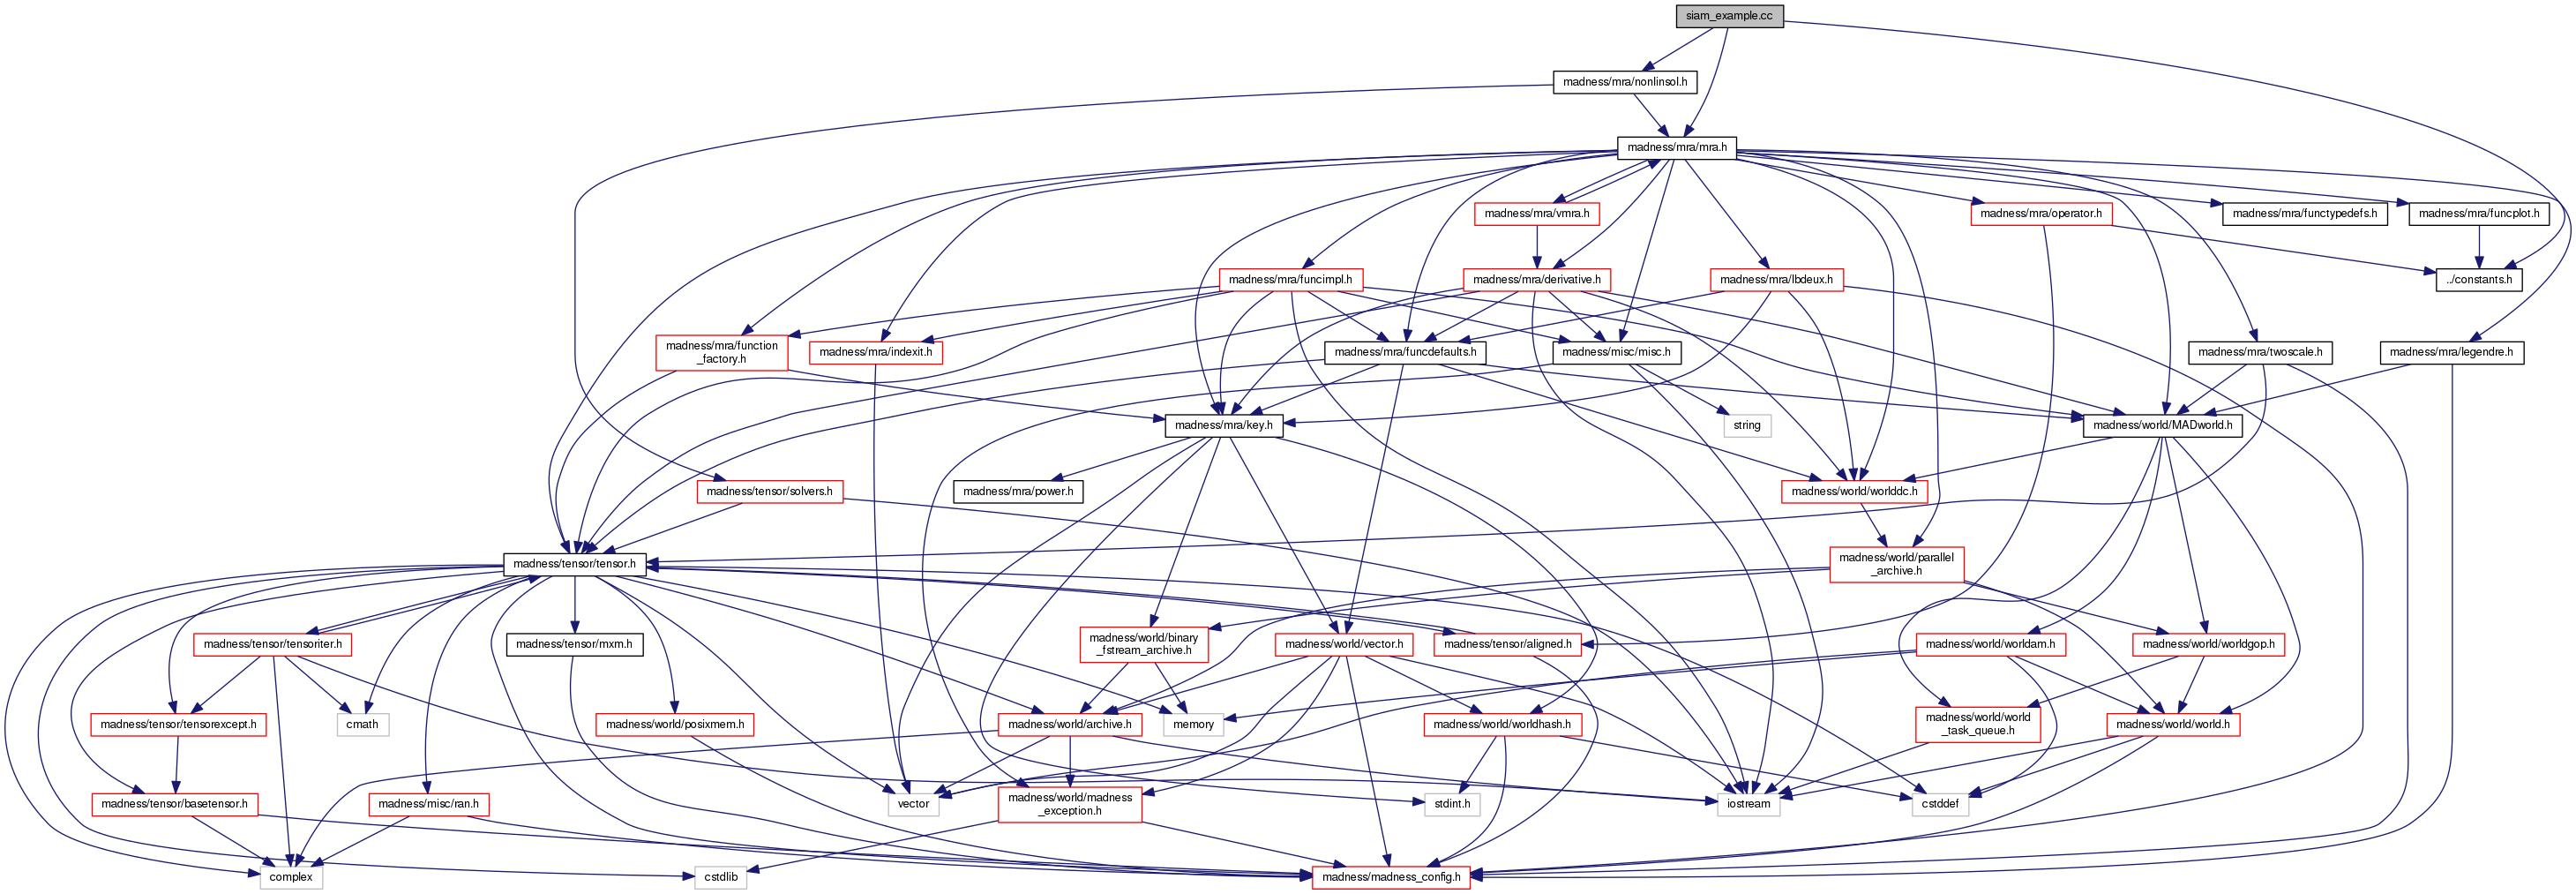 siam_example.cc
madness/mra/nonlinsol.h
madness/mra/mra.h
madness/mra/vmra.h
madness/mra/operator.h
madness/mra/functypedefs.h
madness/mra/funcplot.h
madness/mra/funcimpl.h
madness/mra/derivative.h
madness/mra/lbdeux.h
../constants.h
madness/mra/function
_factory.h
madness/mra/indexit.h
madness/mra/funcdefaults.h
madness/misc/misc.h
madness/mra/twoscale.h
madness/mra/legendre.h
madness/mra/key.h
string
madness/world/MADworld.h
madness/tensor/solvers.h
madness/mra/power.h
madness/world/worlddc.h
madness/tensor/tensor.h
madness/world/parallel
_archive.h
madness/tensor/tensoriter.h
madness/tensor/mxm.h
madness/world/binary
_fstream_archive.h
madness/world/vector.h
madness/tensor/aligned.h
madness/world/worldam.h
madness/world/worldgop.h
madness/tensor/tensorexcept.h
cmath
madness/world/posixmem.h
madness/world/archive.h
memory
madness/world/worldhash.h
madness/world/world
_task_queue.h
madness/world/world.h
madness/tensor/basetensor.h
madness/misc/ran.h
vector
madness/world/madness
_exception.h
stdint.h
iostream
cstddef
complex
cstdlib
madness/madness_config.h